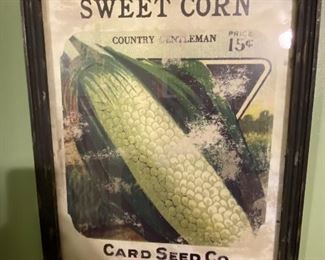 SWEET CORN
COUNTRY GENTLEMAN
PRICE
15¢
CARD SEED CO.